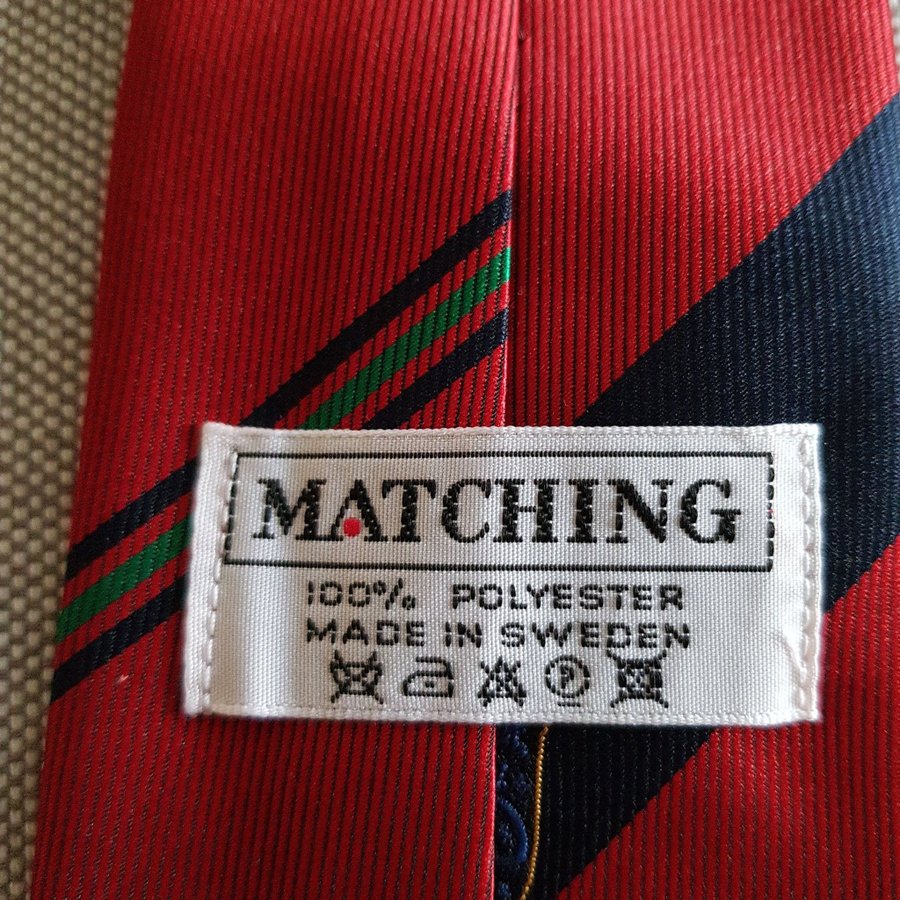 MATCHING
100% POLYESTER
MADE IN SWEDEN
P